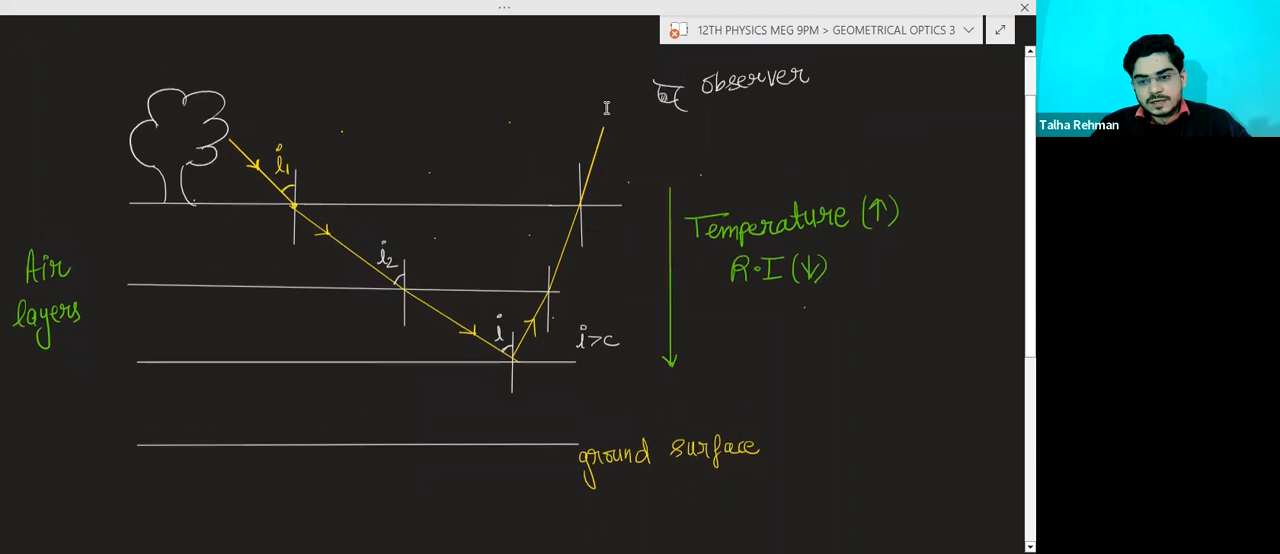 12TH PHYSICS MEG 9PM > GEOMETRICAL OPTICS 3
observer
Talha Rehman
i1
Temperature (↑)
i2
R.I (↓)
Air
layers
i
i>c
ground surface